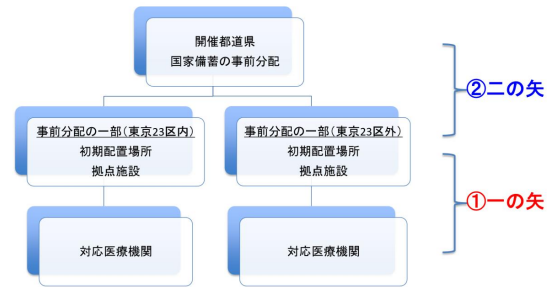 開催都道県
国家備蓄の事前分配
②二の矢
事前分配の一部(東京23区内)
初期配置場所
拠点施設
事前分配の一部(東京23区外)
初期配置場所
拠点施設
①一の矢
対応医療機関
対応医療機関